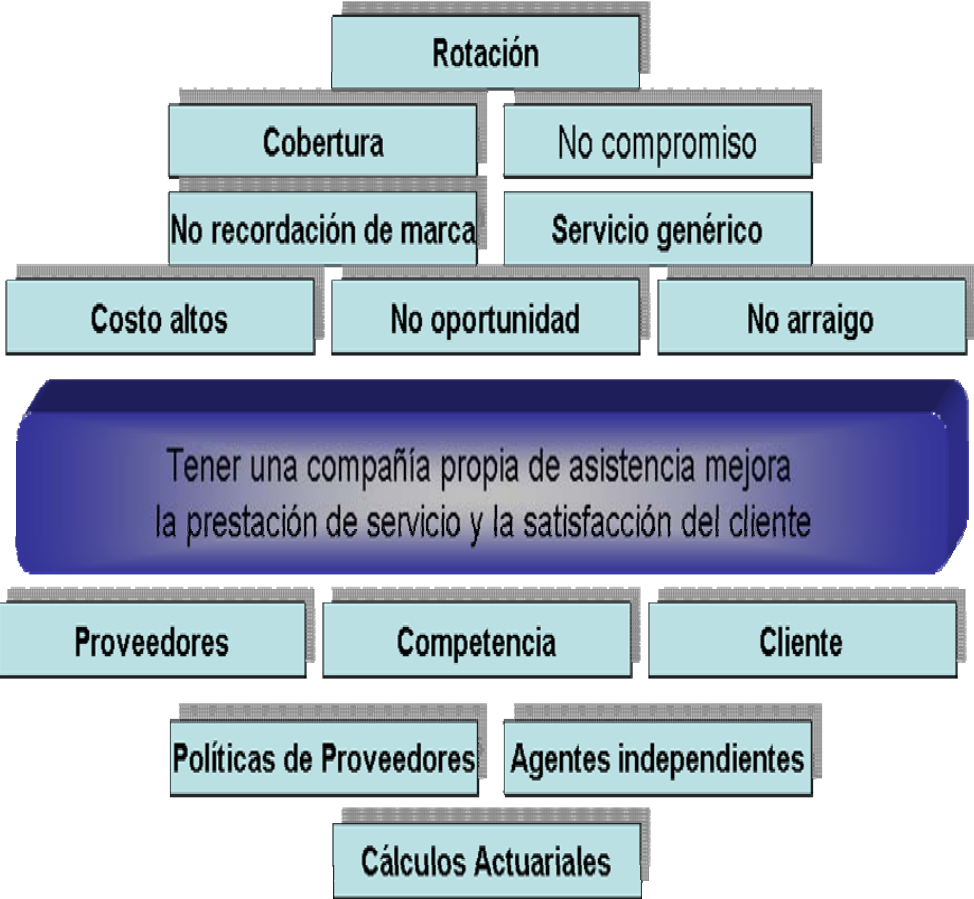 Rotación
Cobertura
No compromiso
No recordación de marca
Servicio genérico
Costo altos
No oportunidad
No arraigo
Tener una compañía propia de asistencia mejora
la prestación de servicio y la satisfacción del cliente
Proveedores
Competencia
Cliente
Políticas de Proveedores
Agentes independientes
Cálculos Actuariales